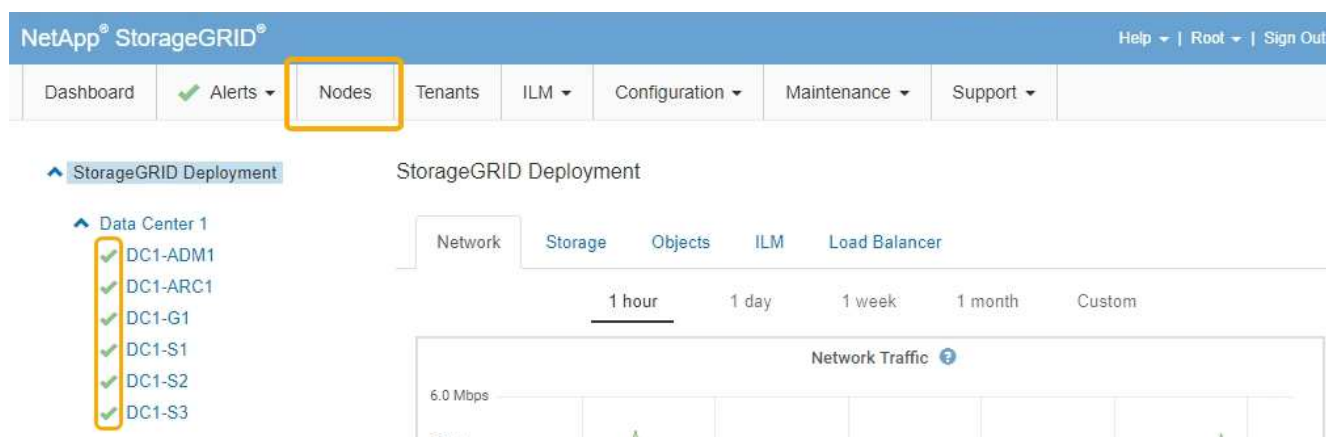 NetApp® StorageGRID®
Help | Root | Sign Out
Dashboard Alerts Nodes Tenants ILM Configuration Maintenance Support
StorageGRID Deployment
StorageGRID Deployment
Data Center 1
Network Storage Objects ILM Load Balancer
DC1-ADM1
DC1-ARC1
1 hour 1 day 1 week 1 month Custom
DC1-G1
DC1-S1
Network Traffic
DC1-S2
6.0 Mbps
DC1-S3